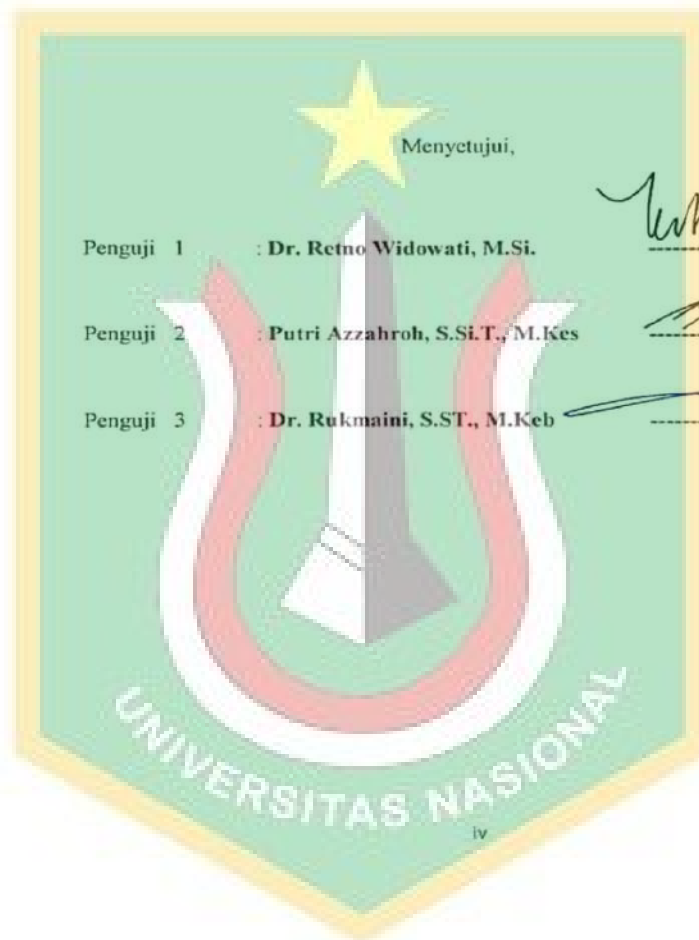 Menyetujui,
Penguji 1 : Dr. Retno Widowati, M.Si.
Penguji 2 : Putri Azzahroh, S.Si.T., M.Kes
Penguji 3 : Dr. Rukmaini, S.ST., M.Keb
UNIVERSITAS NASIONAL
iv